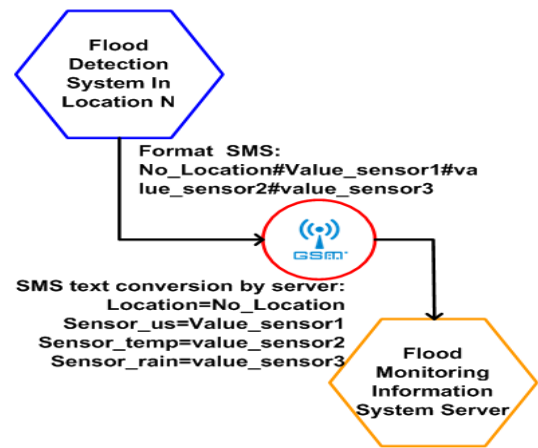 Flood
Detection
System In
Location N
Format SMS:
No_Location#Value_sensor1#va
lue_sensor2#value_sensor3
GSM
SMS text conversion by server:
Location=No_Location
Sensor_us=Value_sensor1
Sensor_temp=value_sensor2
Sensor_rain=value_sensor3
Flood
Monitoring
Information
System Server